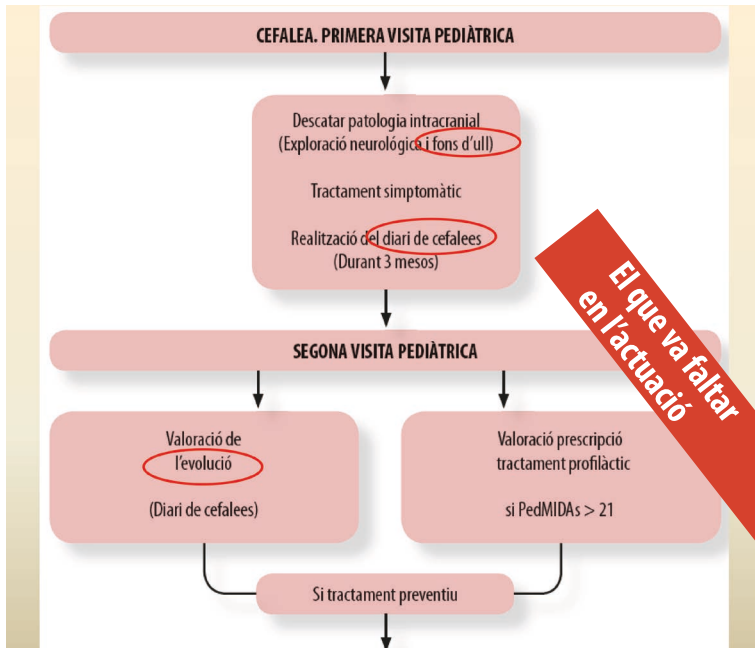 CEFALEA. PRIMERA VISITA PEDIÀTRICA
Descatar patologia intracranial
(Exploració neurológica i fons d'ull)
Tractament simptomàtic
Realització del diari de cefalees
(Durant 3 mesos)
El que va faltar
en l'actuació
SEGONA VISITA PEDIÀTRICA
Valoració de
l'evolució
(Diari de cefalees)
Valoració prescripció
tractament profilàctic
si PedMIDAs > 21
Si tractament preventiu